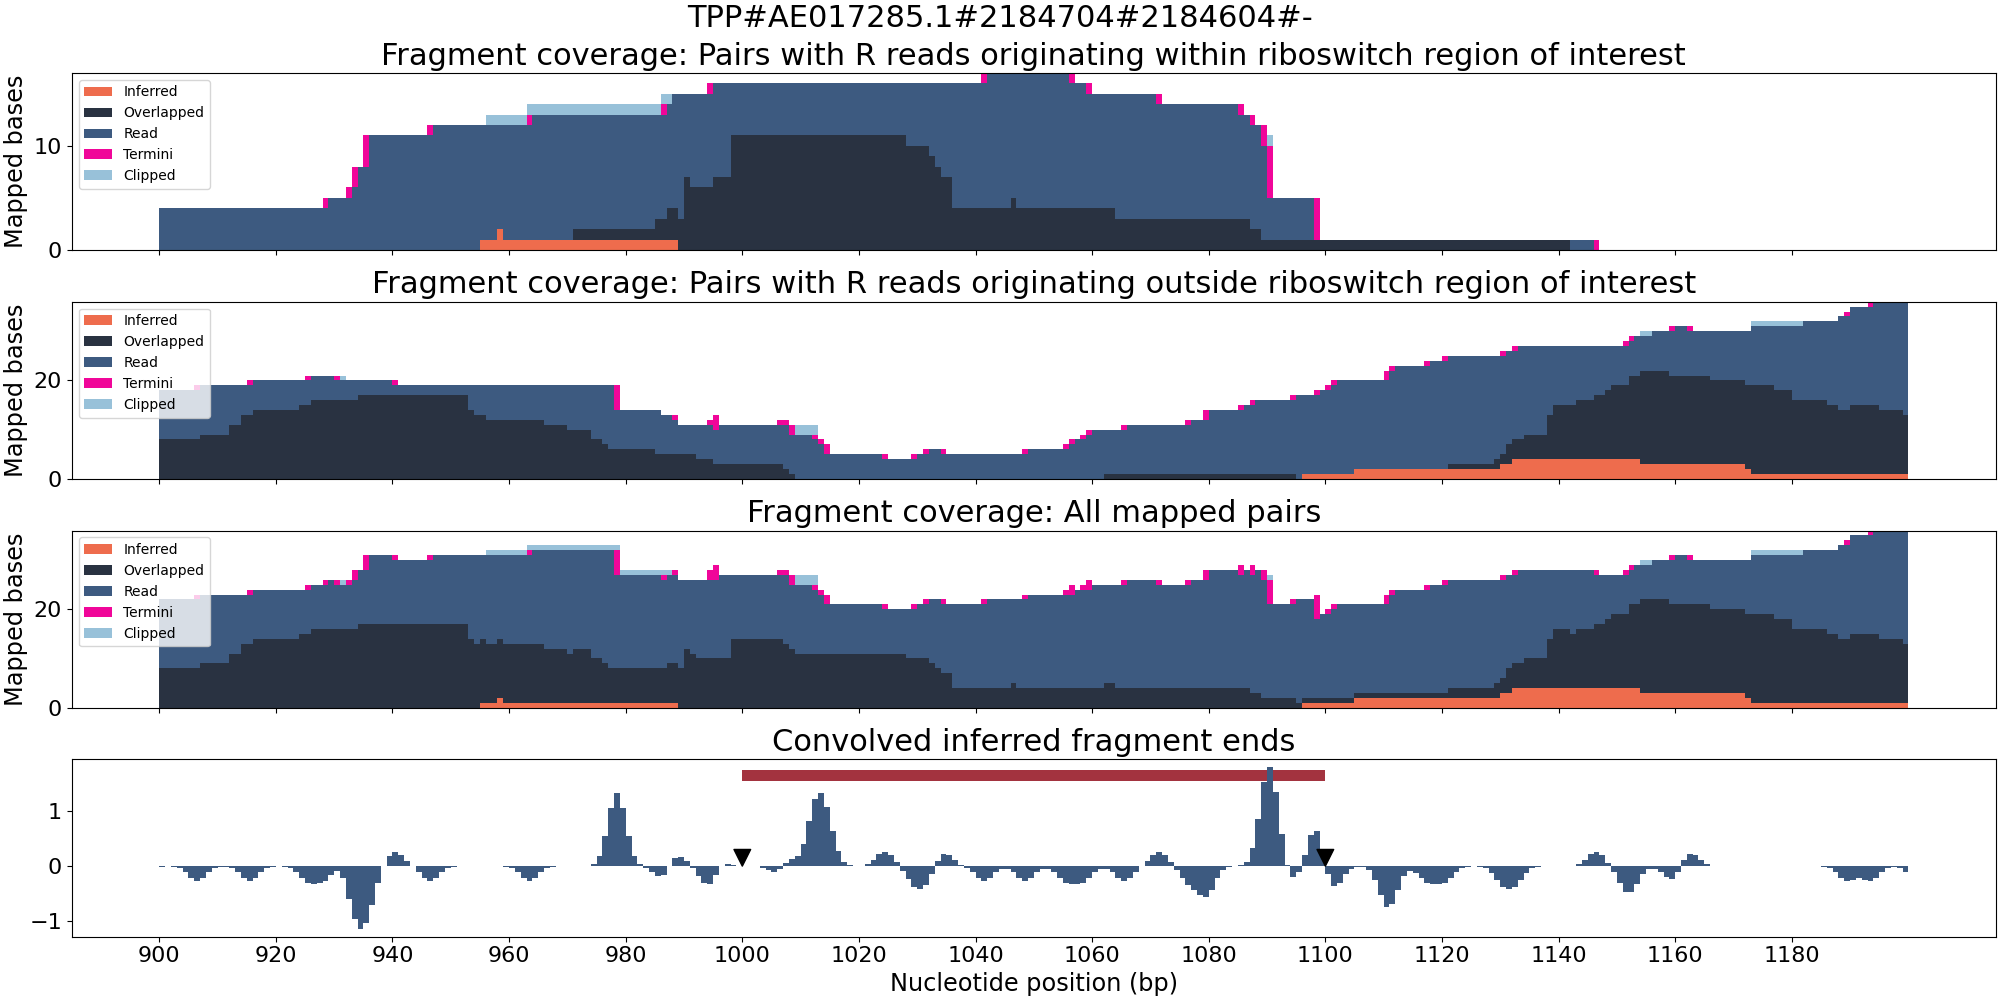 TPP#AE017285.1#2184704#2184604#-
Fragment coverage: Pairs with R reads originating within riboswitch region of interest
Mapped bases
10
0
Inferred
Overlapped
Read
Termini
Clipped
Fragment coverage: Pairs with R reads originating outside riboswitch region of interest
Mapped bases
20
0
Inferred
Overlapped
Read
Termini
Clipped
Fragment coverage: All mapped pairs
Mapped bases
20
0
Inferred
Overlapped
Read
Termini
Clipped
Convolved inferred fragment ends
1
0
−1
900 920 940 960 980 1000 1020 1040 1060 1080 1100 1120 1140 1160 1180
Nucleotide position (bp)